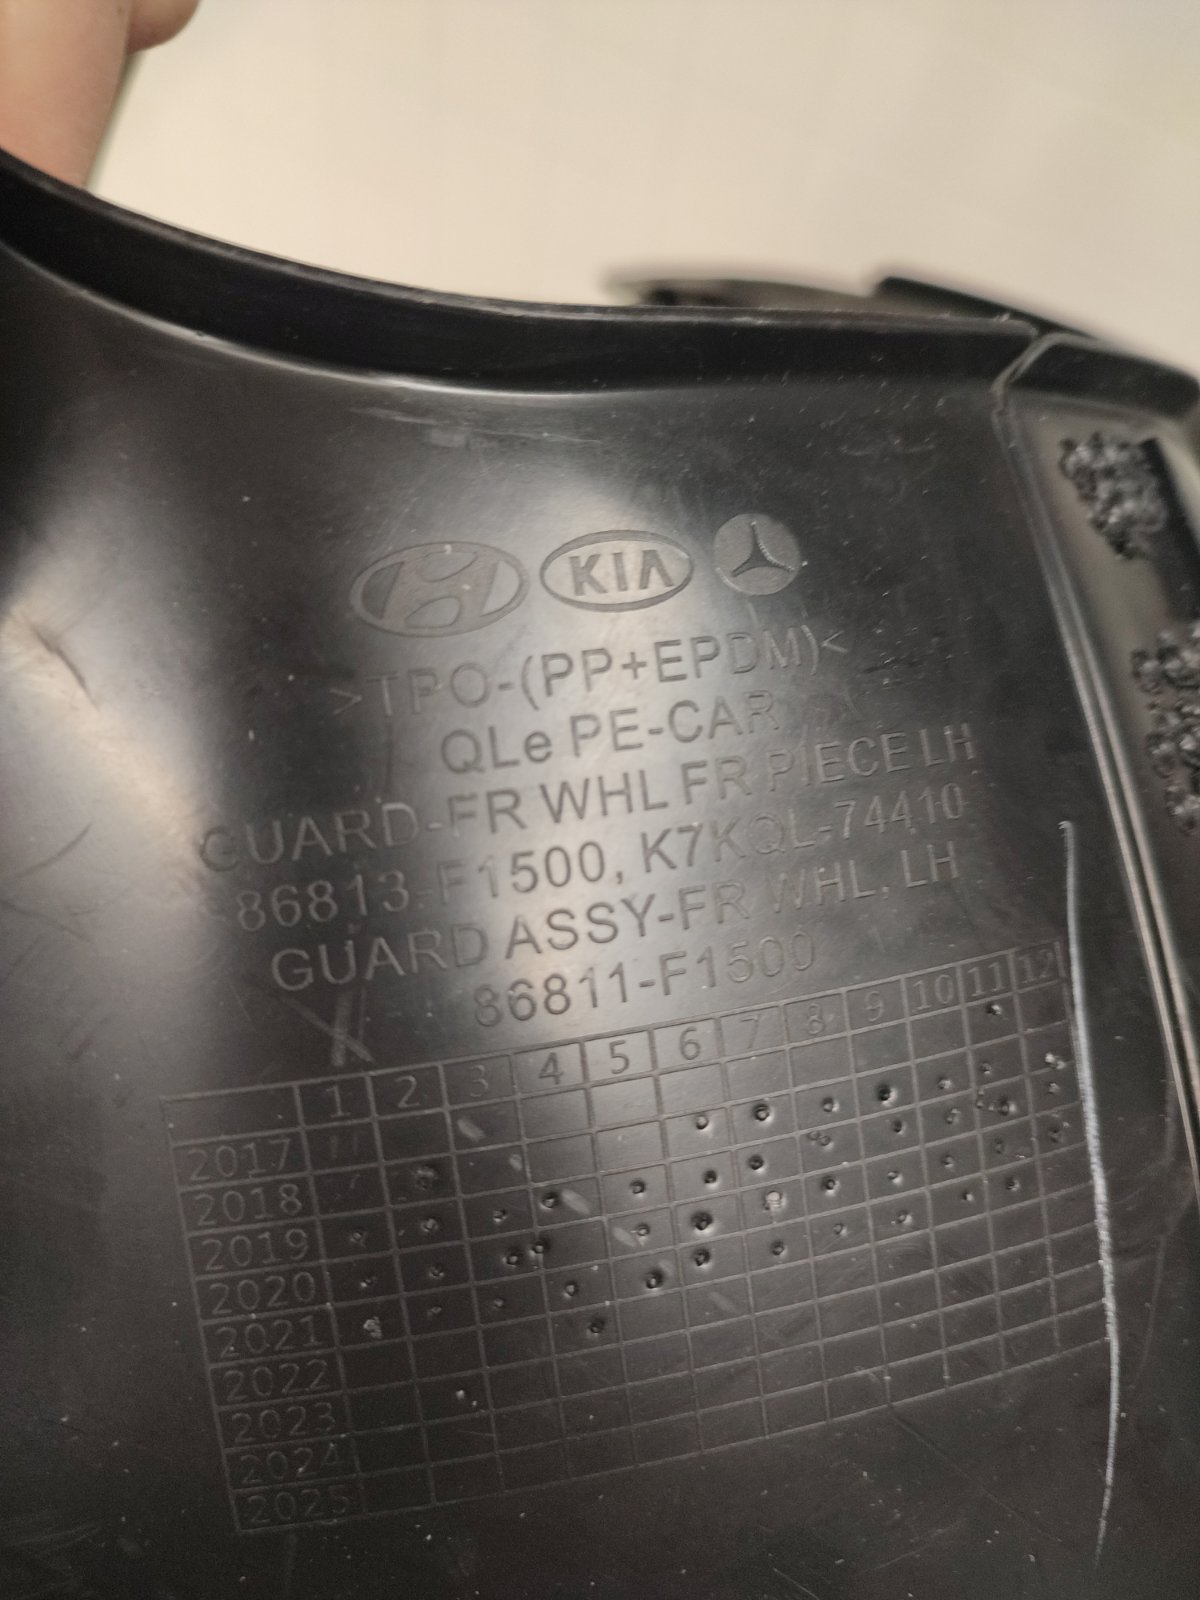 KIA
>TPO-(PP+EPDM)<
QLe PE-CAR
GUARD-FR WHL FR PIECE LH
86813-F1500, K7KQL-74410
GUARD ASSY-FR WHL, LH
86811-F1500
1 2 3 4 5 6 7 8 9 10 11 12
2017
2018
2019
2020
2021
2022
2023
2024
2025